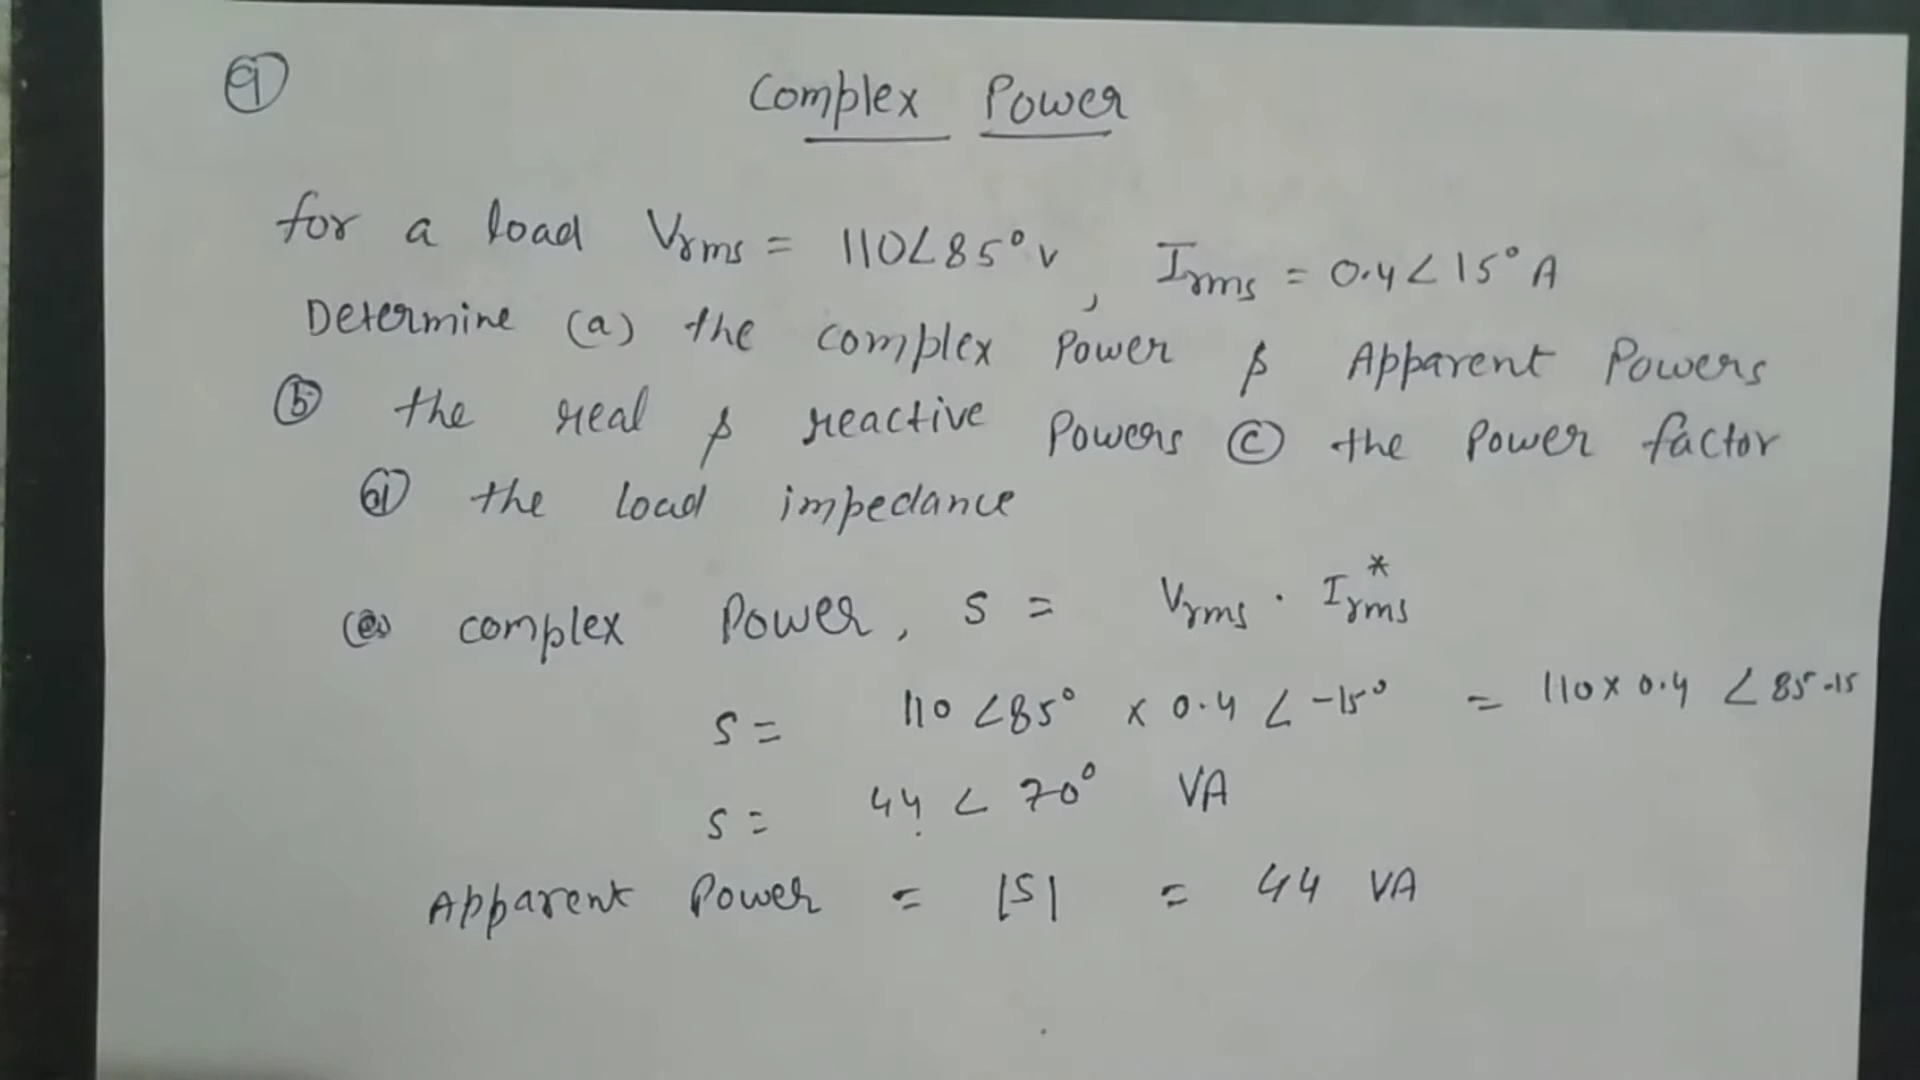 9
Complex Power
for a load Vrms = 110∠85° v, Irms = 0.4∠15° A
Determine (a) the complex Power & Apparent Powers
(b) the real & reactive Powers (c) the Power factor
(d) the load impedance
(a) complex Power, S = Vrms · Irms*
S = 110∠85° x 0.4∠-15° = 110x0.4 ∠85-15
S = 44∠70° VA
Apparent Power = |S| = 44 VA